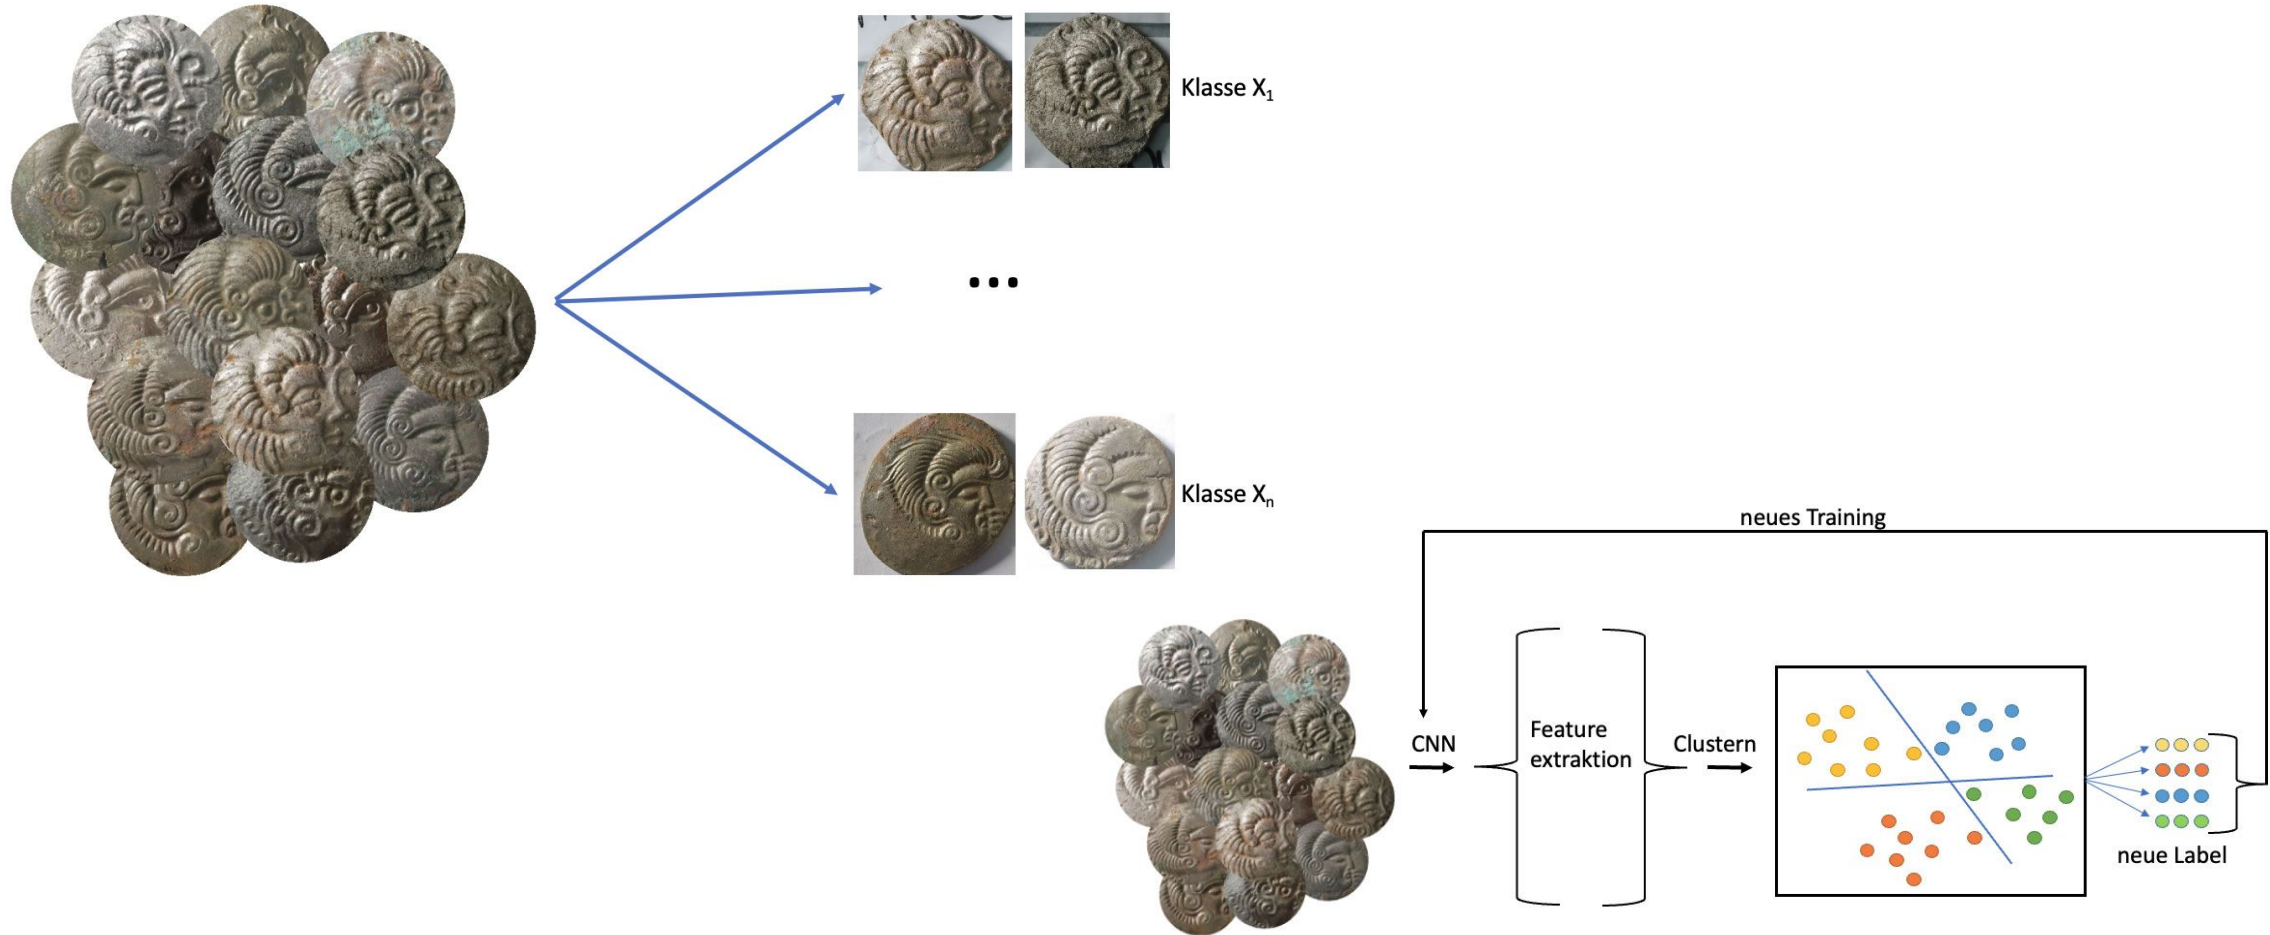 Klasse X₁
...
Klasse Xₙ
neues Training
CNN
Feature
extraktion
Clustern
neue Label